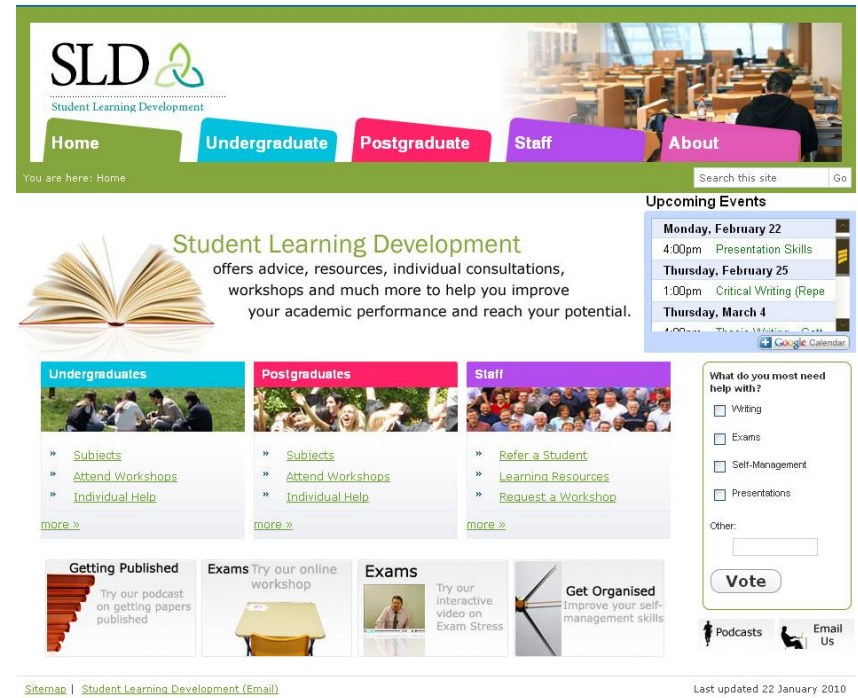 SLD
Student Learning Development
Home
Undergraduate
Postgraduate
Staff
About
You are here: Home
Search this site
Go
Upcoming Events
Monday, February 22
4:00pm Presentation Skills
Thursday, February 25
1:00pm Critical Writing (Repe
Thursday, March 4
4:00pm Thesis Writing - Gett
Google Calendar
Student Learning Development
offers advice, resources, individual consultations,
workshops and much more to help you improve
your academic performance and reach your potential.
Undergraduates
» Subjects
» Attend Workshops
» Individual Help
more »
Postgraduates
» Subjects
» Attend Workshops
» Individual Help
more »
Staff
» Refer a Student
» Learning Resources
» Request a Workshop
more »
What do you most need
help with?
Writing
Exams
Self-Management
Presentations
Other:
Vote
Getting Published
Try our podcast
on getting papers
published
Exams Try our online
workshop
Exams
Try our
interactive
video on
Exam Stress
Get Organised
Improve your self-
management skills
Podcasts
Email
Us
Sitemap | Student Learning Development (Email)
Last updated 22 January 2010